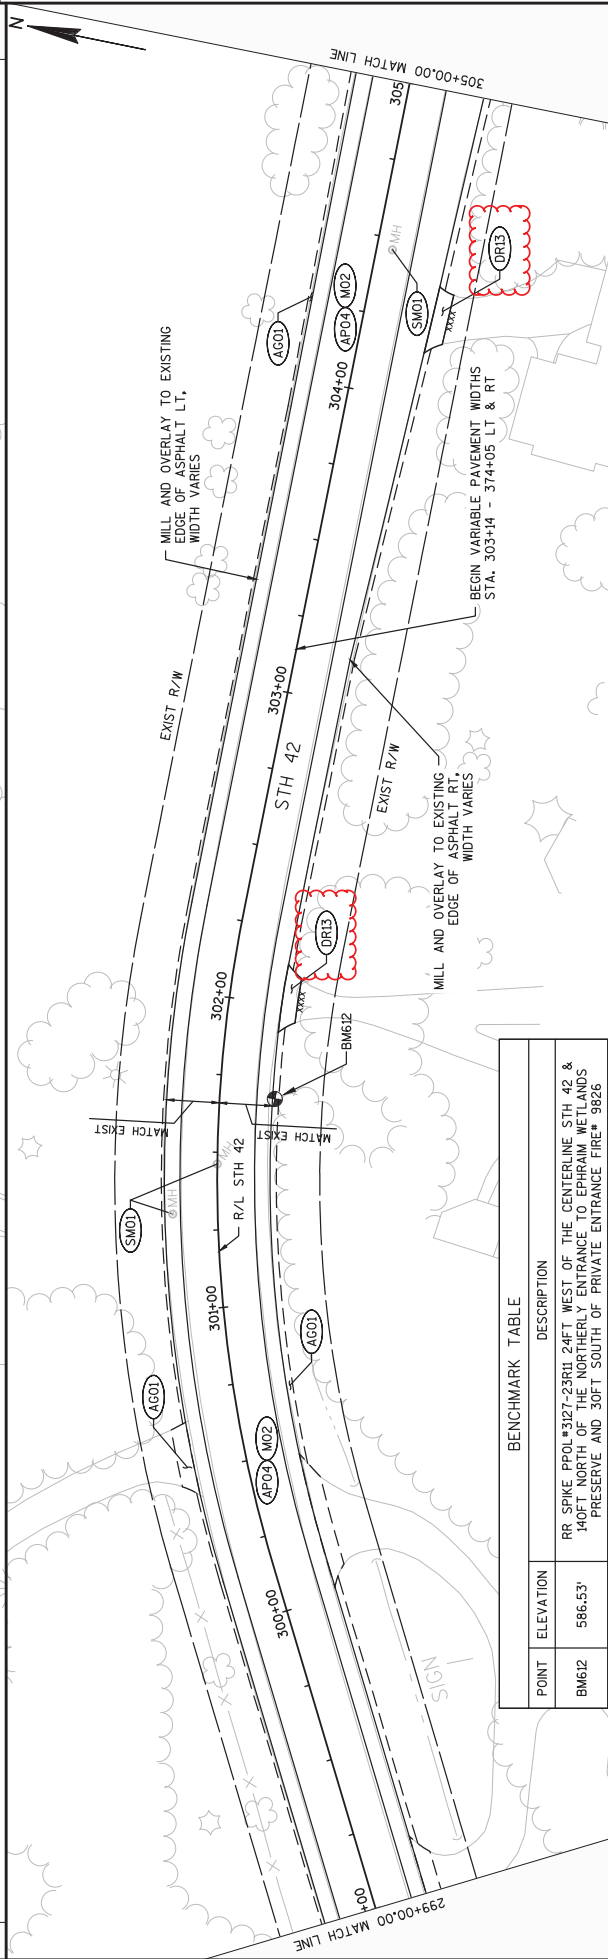 N
305+00.00 MATCH LINE
305
MILL AND OVERLAY TO EXISTING
EDGE OF ASPHALT LT,
WIDTH VARIES
AG01
AP04
M02
MH
SM01
DR13
XXXX
304+00
BEGIN VARIABLE PAVEMENT WIDTHS
STA. 303+14 - 374+05 LT & RT
EXIST R/W
303+00
STH 42
EXIST R/W
MILL AND OVERLAY TO EXISTING
EDGE OF ASPHALT RT,
WIDTH VARIES
DR13
XXXX
302+00
BM612
MATCH EXIST
MATCH EXIST
MH
MH
SM01
R/L STH 42
301+00
AG01
AG01
AP04
M02
300+00
SIGN
+00
299+00.00 MATCH LINE
BENCHMARK TABLE
POINT
ELEVATION
DESCRIPTION
BM612
586.53'
RR SPIKE PPOL#3127-23R11 24FT WEST OF THE CENTERLINE STH 42 &
140FT NORTH OF THE NORTHERLY ENTRANCE TO EPHRAIM WETLANDS
PRESERVE AND 30FT SOUTH OF PRIVATE ENTRANCE FIRE# 9826